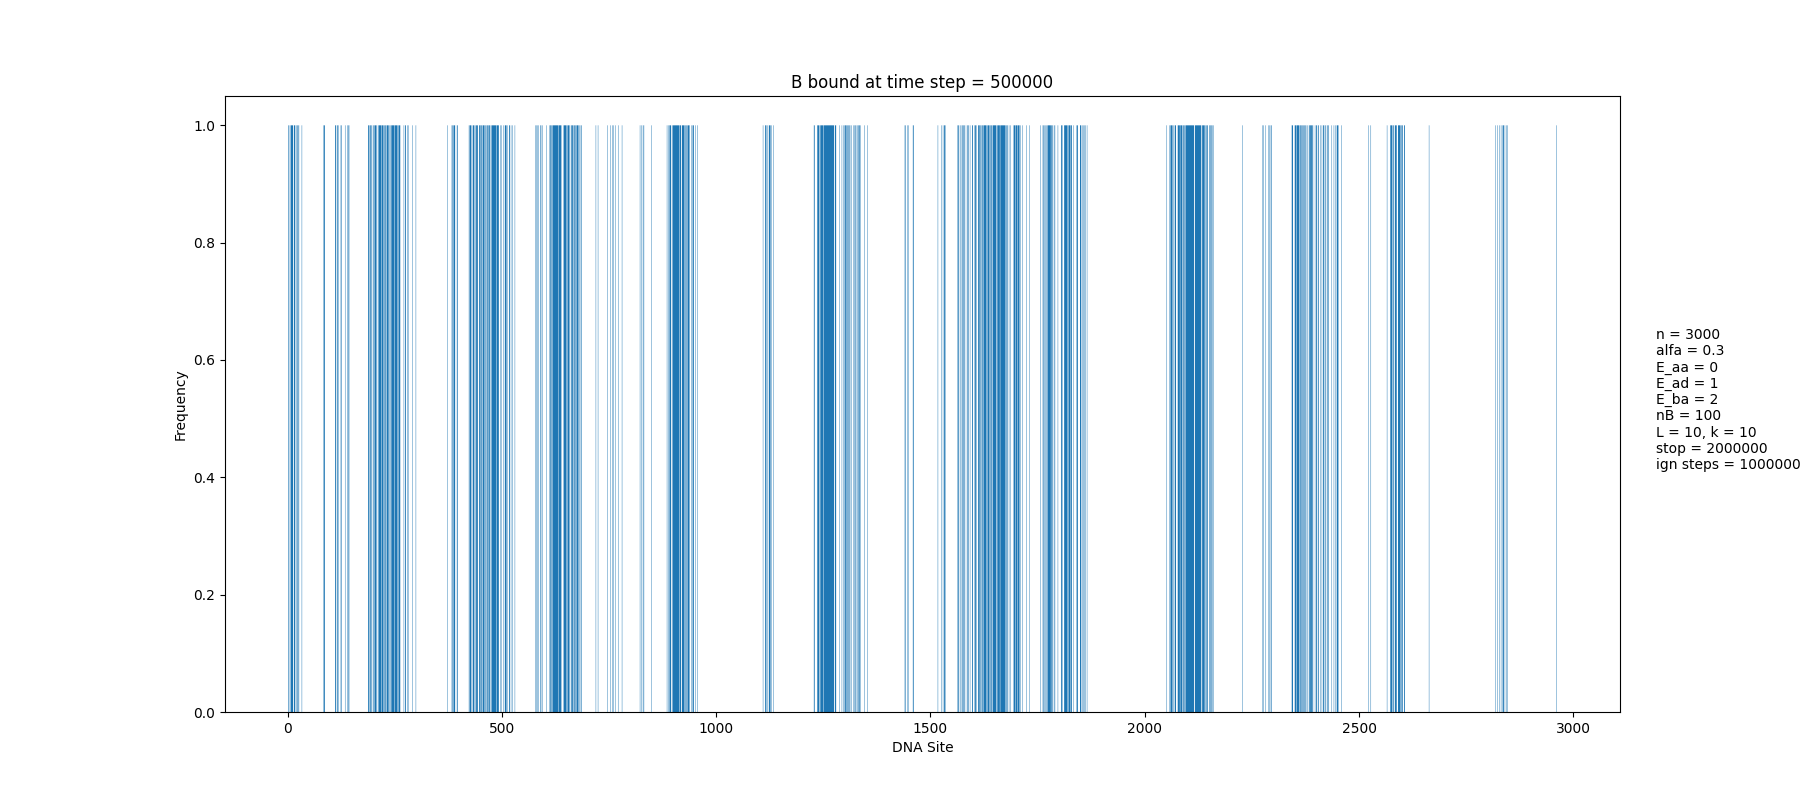 B bound at time step = 500000
1.0
0.8
0.6
0.4
0.2
0.0
Frequency
0 500 1000 1500 2000 2500 3000
DNA Site
n = 3000
alfa = 0.3
E_aa = 0
E_ad = 1
E_ba = 2
nB = 100
L = 10, k = 10
stop = 2000000
ign steps = 1000000